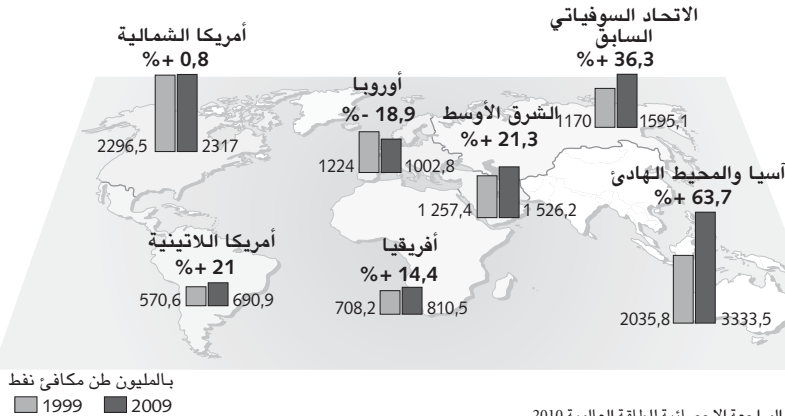 الاتحاد السوفياتي
السابق
%+ 36,3
1170
1595,1
أمريكا الشمالية
%+ 0,8
2296,5
2317
أوروبا
%- 18,9
1224
1002,8
الشرق الأوسط
%+ 21,3
1 257,4
1 526,2
آسيا والمحيط الهادئ
%+ 63,7
2035,8
3333,5
أمريكا اللاتينية
%+ 21
570,6
690,9
أفريقيا
%+ 14,4
708,2
810,5
بالمليون طن مكافئ نفط
1999 2009
2010